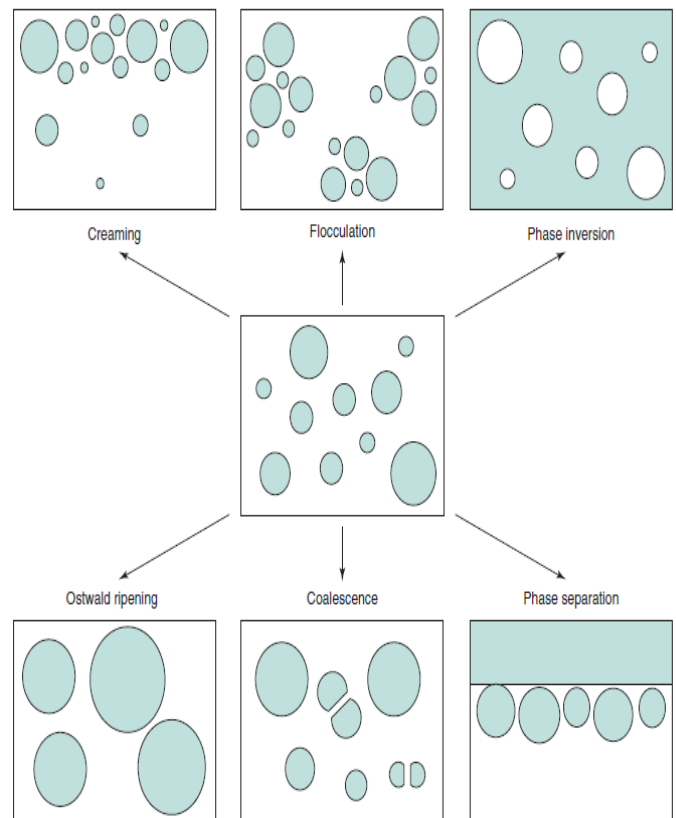 Creaming
Flocculation
Phase inversion
Ostwald ripening
Coalescence
Phase separation